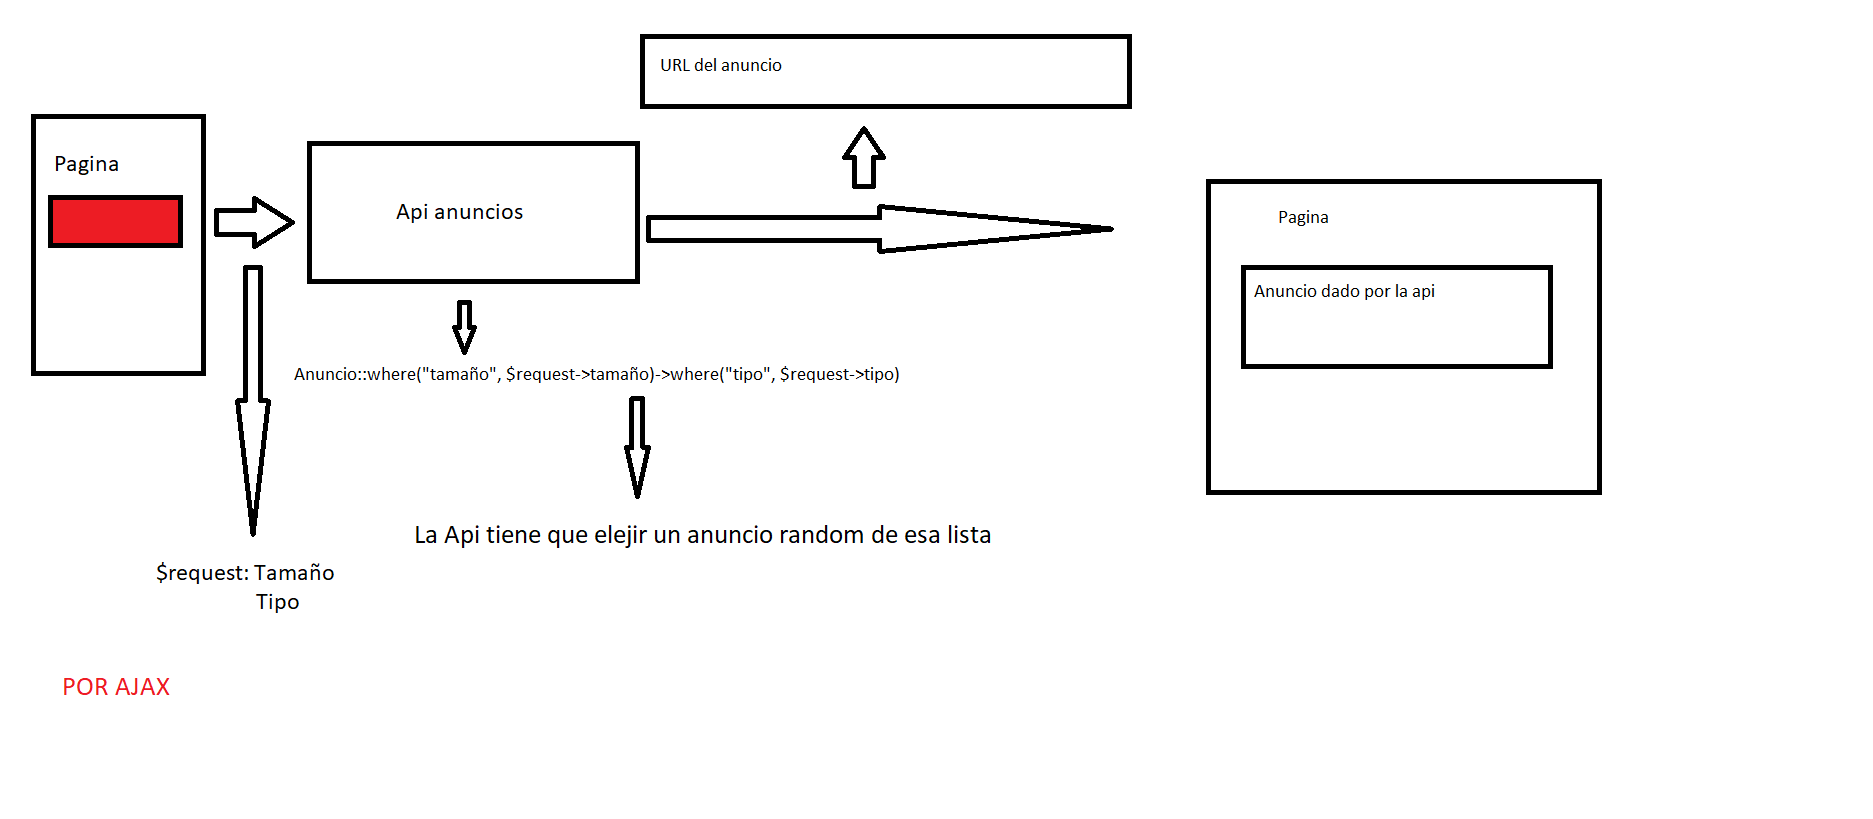 URL del anuncio
Pagina
Api anuncios
Pagina
Anuncio dado por la api
Anuncio::where("tamaño", $request->tamaño)->where("tipo", $request->tipo)
La Api tiene que elejir un anuncio random de esa lista
$request: Tamaño
Tipo
POR AJAX